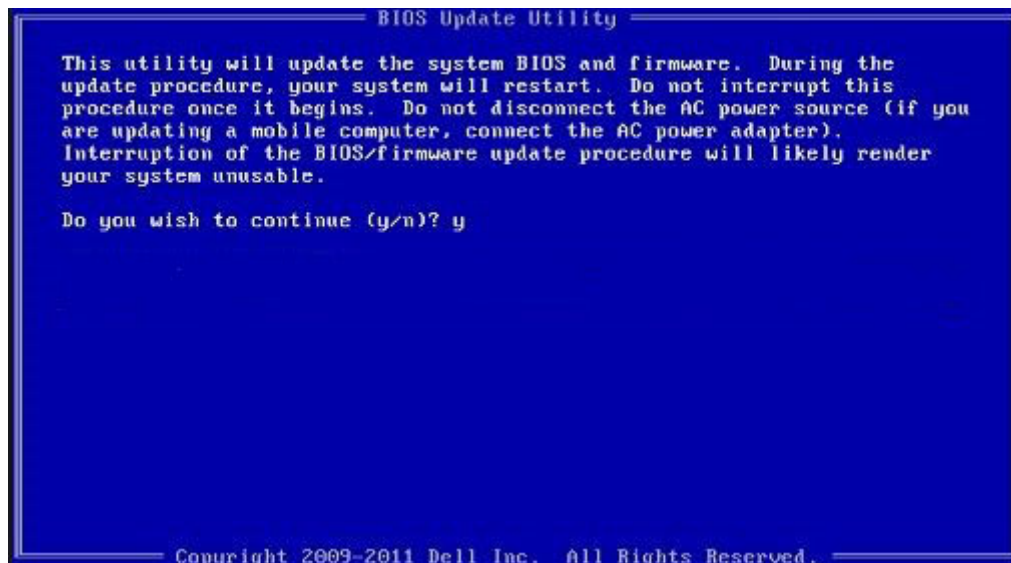 BIOS Update Utility
This utility will update the system BIOS and firmware. During the
update procedure, your system will restart. Do not interrupt this
procedure once it begins. Do not disconnect the AC power source (if you
are updating a mobile computer, connect the AC power adapter).
Interruption of the BIOS/firmware update procedure will likely render
your system unusable.
Do you wish to continue (y/n)? y
Copyright 2009-2011 Dell Inc. All Rights Reserved.